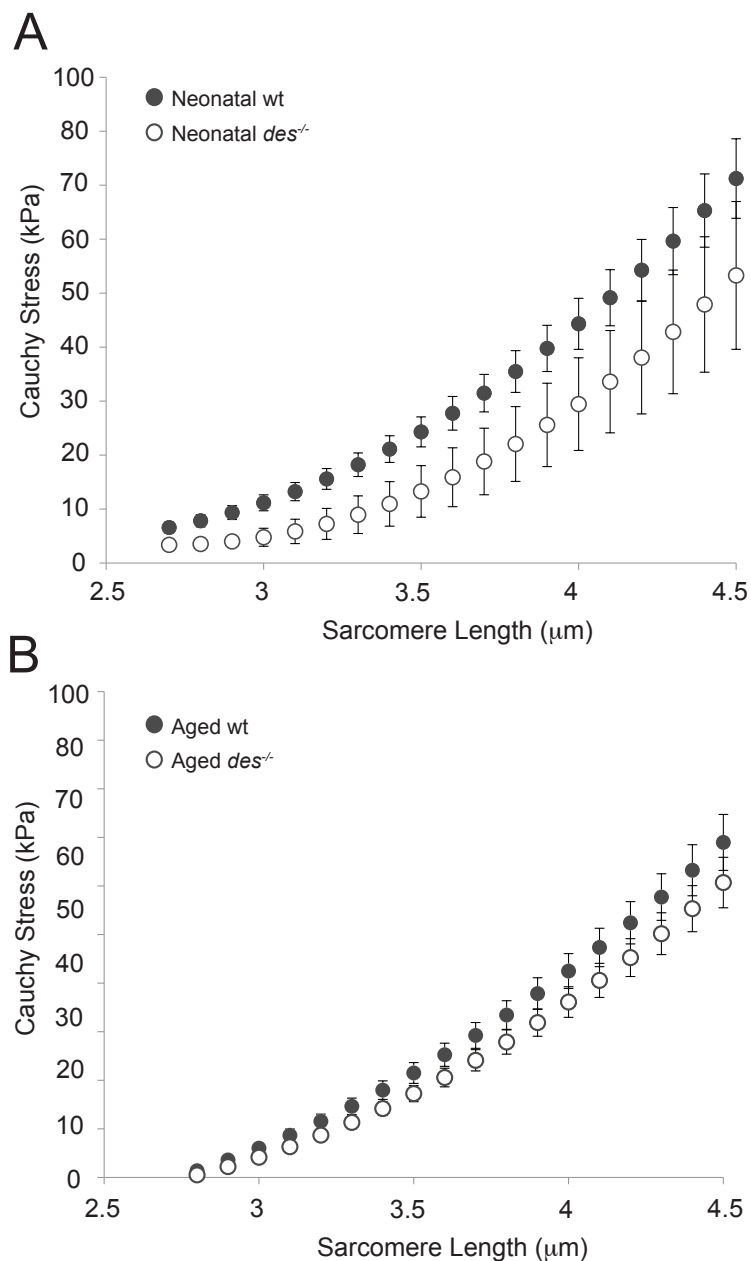 A
Cauchy Stress (kPa)
100
90
80
70
60
50
40
30
20
10
0
Neonatal wt
Neonatal des-/-
2.5 3 3.5 4 4.5
Sarcomere Length (μm)
B
Cauchy Stress (kPa)
100
90
80
70
60
50
40
30
20
10
0
Aged wt
Aged des-/-
2.5 3 3.5 4 4.5
Sarcomere Length (μm)